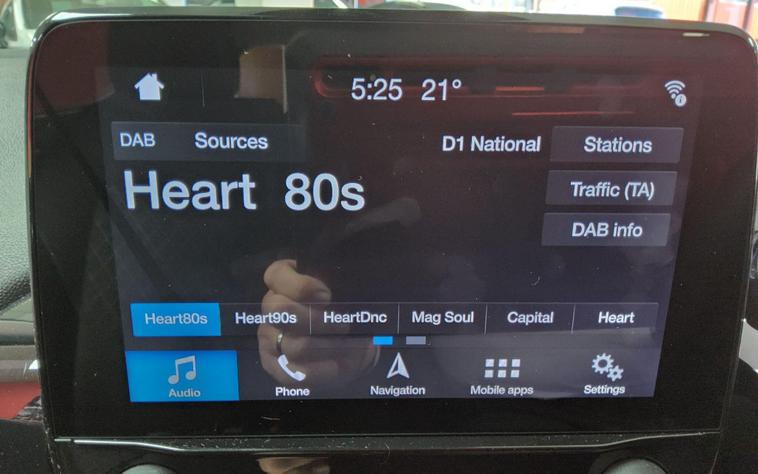 5:25 21°
DAB Sources D1 National Stations
Heart 80s
Traffic (TA)
DAB info
Heart80s Heart90s HeartDnc Mag Soul Capital Heart
Audio Phone Navigation Mobile apps Settings